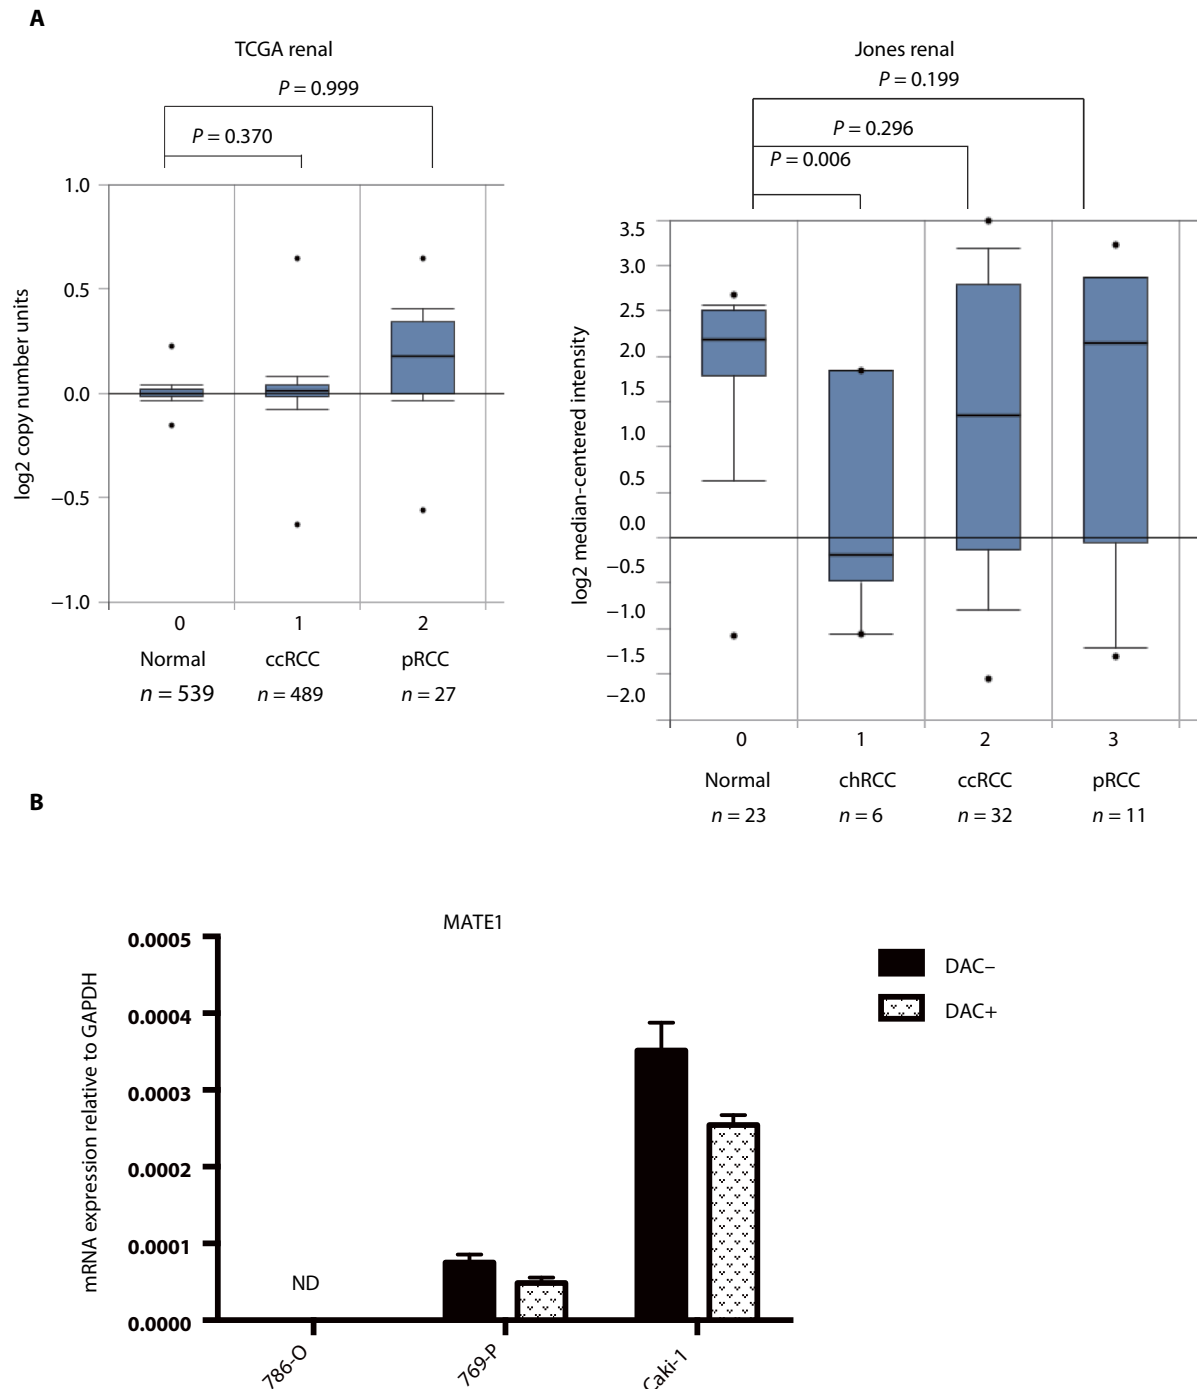 A
TCGA renal
P = 0.999
P = 0.370
1.0
0.5
0.0
−0.5
−1.0
log2 copy number units
0 1 2
Normal ccRCC pRCC
n = 539 n = 489 n = 27
Jones renal
P = 0.199
P = 0.296
P = 0.006
3.5
3.0
2.5
2.0
1.5
1.0
0.5
0.0
−0.5
−1.0
−1.5
−2.0
log2 median-centered intensity
0 1 2 3
Normal chRCC ccRCC pRCC
n = 23 n = 6 n = 32 n = 11
B
MATE1
0.0005
0.0004
0.0003
0.0002
0.0001
0.0000
mRNA expression relative to GAPDH
ND
786-O 769-P Caki-1
DAC–
DAC+